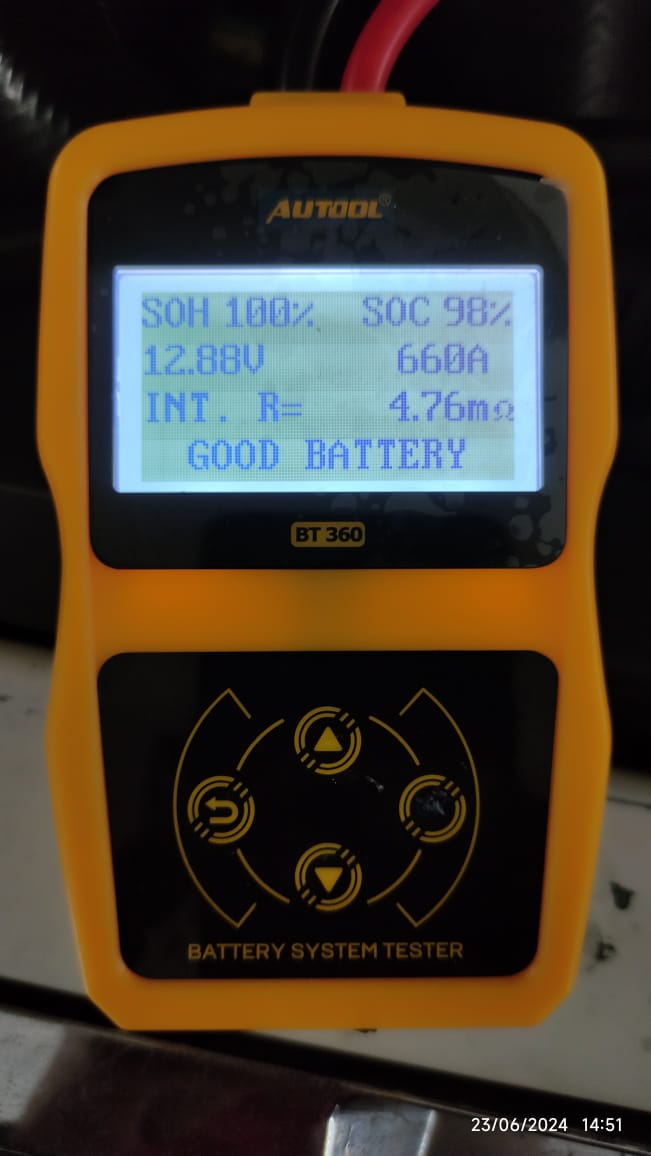 AUTOOL®
SOH 100% SOC 98%
12.88V 660A
INT. R= 4.76mΩ
GOOD BATTERY
BT 360
BATTERY SYSTEM TESTER
23/06/2024 14:51